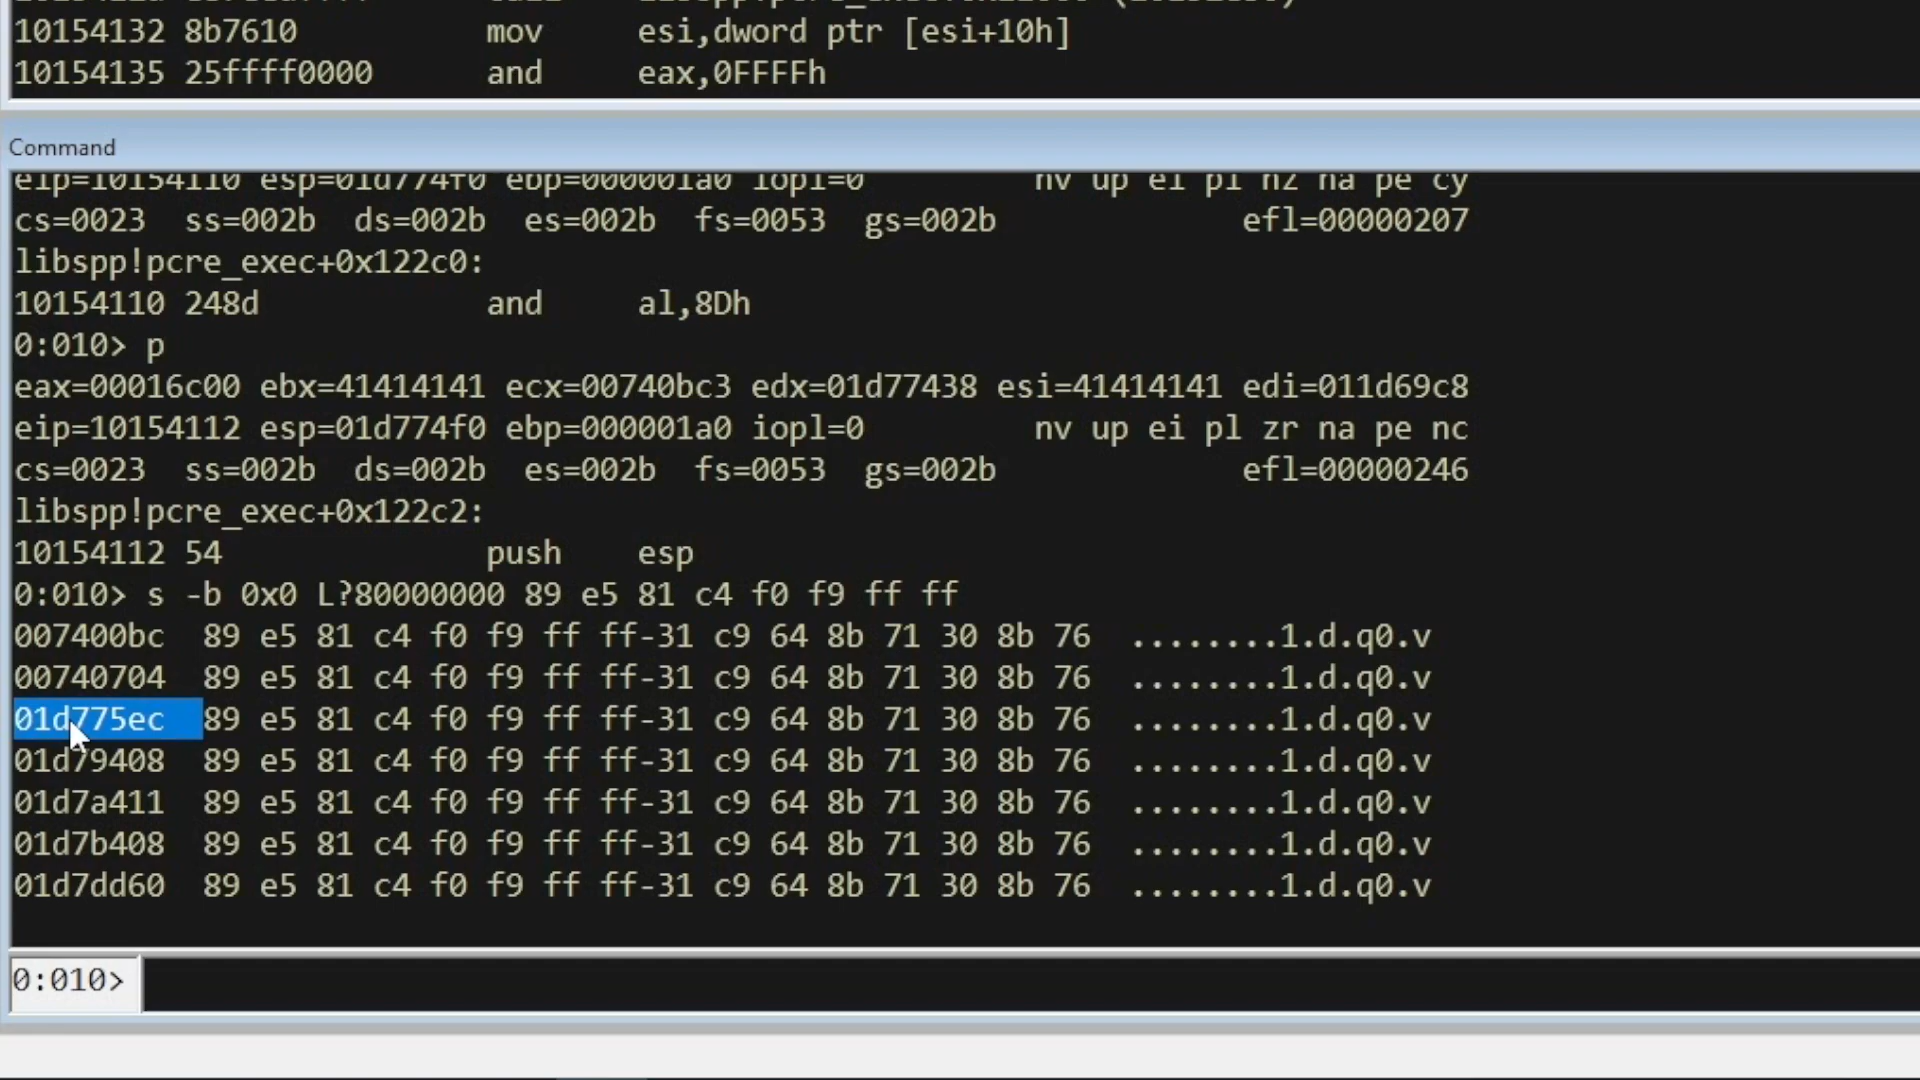 10154132 8b7610 mov esi,dword ptr [esi+10h]
10154135 25ffff0000 and eax,0FFFFh
Command
eip=10154110 esp=01d774f0 ebp=000001a0 iopl=0 nv up ei pl nz na pe cy
cs=0023 ss=002b ds=002b es=002b fs=0053 gs=002b efl=00000207
libspp!pcre_exec+0x122c0:
10154110 248d and al,8Dh
0:010> p
eax=00016c00 ebx=41414141 ecx=00740bc3 edx=01d77438 esi=41414141 edi=011d69c8
eip=10154112 esp=01d774f0 ebp=000001a0 iopl=0 nv up ei pl zr na pe nc
cs=0023 ss=002b ds=002b es=002b fs=0053 gs=002b efl=00000246
libspp!pcre_exec+0x122c2:
10154112 54 push esp
0:010> s -b 0x0 L?80000000 89 e5 81 c4 f0 f9 ff ff
007400bc 89 e5 81 c4 f0 f9 ff ff-31 c9 64 8b 71 30 8b 76 ........1.d.q0.v
00740704 89 e5 81 c4 f0 f9 ff ff-31 c9 64 8b 71 30 8b 76 ........1.d.q0.v
01d775ec 89 e5 81 c4 f0 f9 ff ff-31 c9 64 8b 71 30 8b 76 ........1.d.q0.v
01d79408 89 e5 81 c4 f0 f9 ff ff-31 c9 64 8b 71 30 8b 76 ........1.d.q0.v
01d7a411 89 e5 81 c4 f0 f9 ff ff-31 c9 64 8b 71 30 8b 76 ........1.d.q0.v
01d7b408 89 e5 81 c4 f0 f9 ff ff-31 c9 64 8b 71 30 8b 76 ........1.d.q0.v
01d7dd60 89 e5 81 c4 f0 f9 ff ff-31 c9 64 8b 71 30 8b 76 ........1.d.q0.v
0:010>